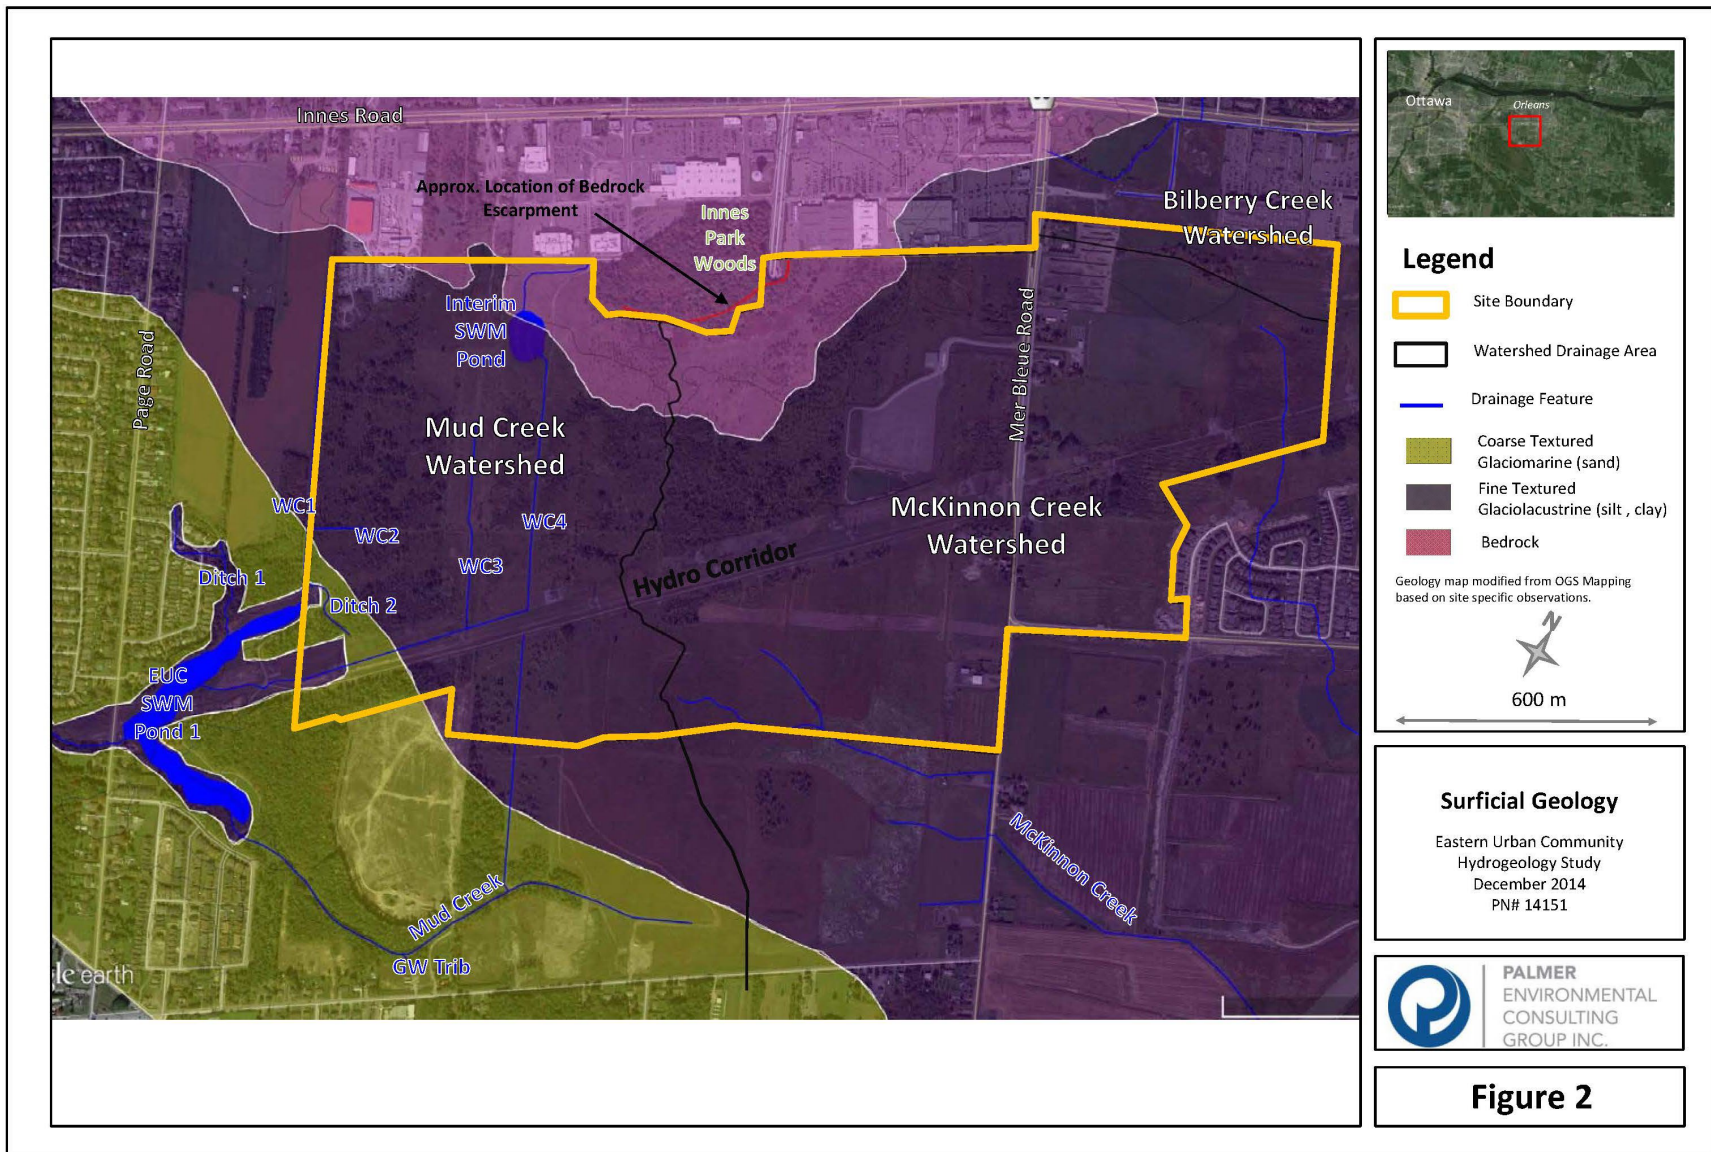 Innes Road
Approx. Location of Bedrock
Escarpment
Innes
Park
Woods
Bilberry Creek
Watershed
Interim
SWM
Pond
Page Road
Mer Bleue Road
Mud Creek
Watershed
McKinnon Creek
Watershed
WC1
WC2
WC4
WC3
Hydro Corridor
Ditch 1
Ditch 2
EUC
SWM
Pond 1
Mud Creek
GW Trib
McKinnon Creek
le earth
Ottawa
Orleans
Legend
Site Boundary
Watershed Drainage Area
Drainage Feature
Coarse Textured
Glaciomarine (sand)
Fine Textured
Glaciolacustrine (silt , clay)
Bedrock
Geology map modified from OGS Mapping
based on site specific observations.
N
600 m
Surficial Geology
Eastern Urban Community
Hydrogeology Study
December 2014
PN# 14151
PALMER
ENVIRONMENTAL
CONSULTING
GROUP INC.
Figure 2